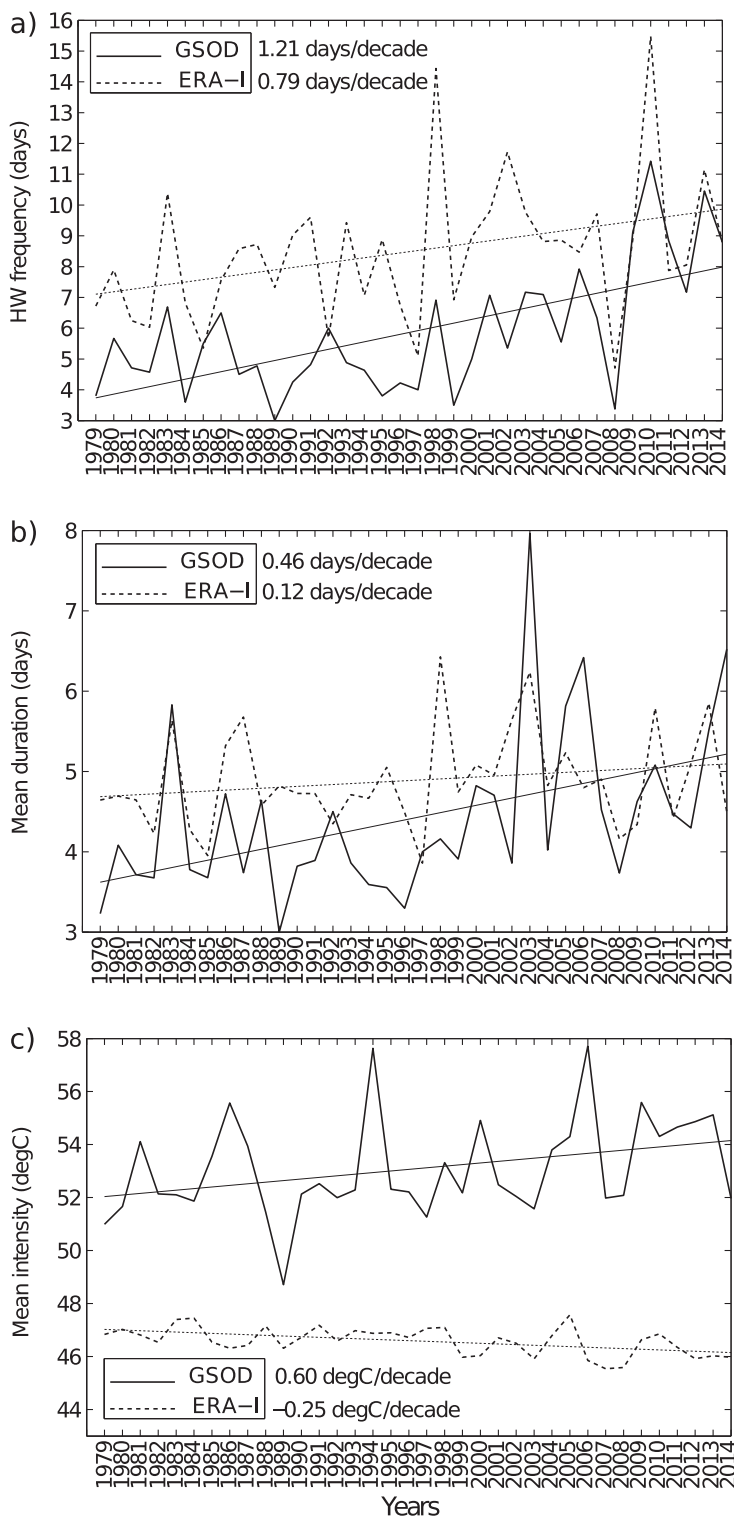 a)
HW frequency (days)
16
15
14
13
12
11
10
9
8
7
6
5
4
3
GSOD 1.21 days/decade
ERA−I 0.79 days/decade
1979 1980 1981 1982 1983 1984 1985 1986 1987 1988 1989 1990 1991 1992 1993 1994 1995 1996 1997 1998 1999 2000 2001 2002 2003 2004 2005 2006 2007 2008 2009 2010 2011 2012 2013 2014
b)
Mean duration (days)
8
7
6
5
4
3
GSOD 0.46 days/decade
ERA−I 0.12 days/decade
1979 1980 1981 1982 1983 1984 1985 1986 1987 1988 1989 1990 1991 1992 1993 1994 1995 1996 1997 1998 1999 2000 2001 2002 2003 2004 2005 2006 2007 2008 2009 2010 2011 2012 2013 2014
c)
Mean intensity (degC)
58
56
54
52
50
48
46
44
GSOD 0.60 degC/decade
ERA−I −0.25 degC/decade
1979 1980 1981 1982 1983 1984 1985 1986 1987 1988 1989 1990 1991 1992 1993 1994 1995 1996 1997 1998 1999 2000 2001 2002 2003 2004 2005 2006 2007 2008 2009 2010 2011 2012 2013 2014
Years